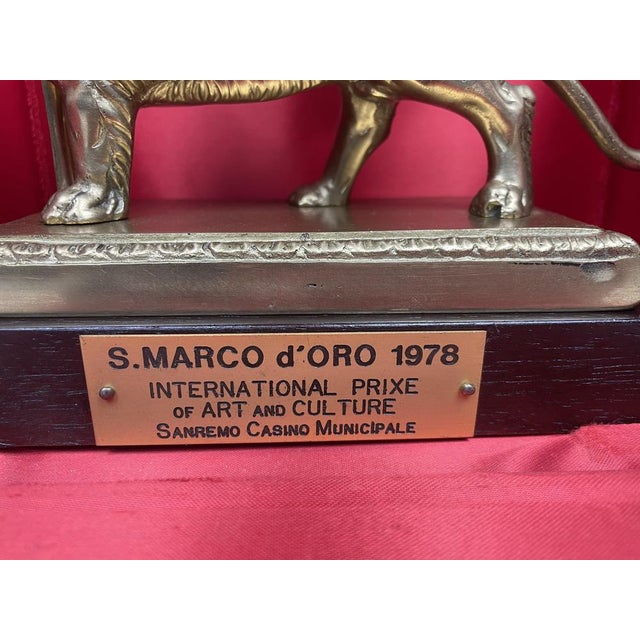 S.MARCO d'ORO 1978
INTERNATIONAL PRIXE
OF ART AND CULTURE
SANREMO CASINO MUNICIPALE